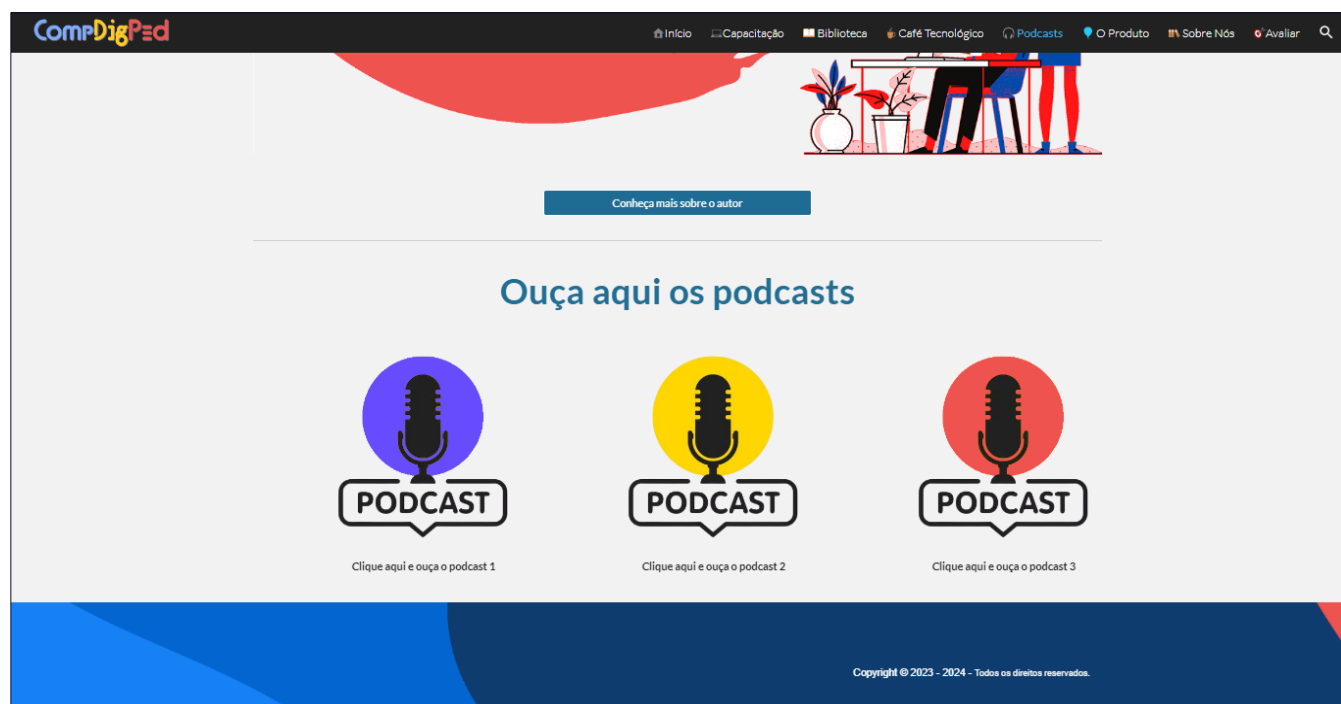 CompDigPed
Início Capacitação Biblioteca Café Tecnológico Podcasts O Produto Sobre Nós Avaliar
Conheça mais sobre o autor
Ouça aqui os podcasts
PODCAST PODCAST PODCAST
Clique aqui e ouça o podcast 1 Clique aqui e ouça o podcast 2 Clique aqui e ouça o podcast 3
Copyright © 2023 - 2024 - Todos os direitos reservados.